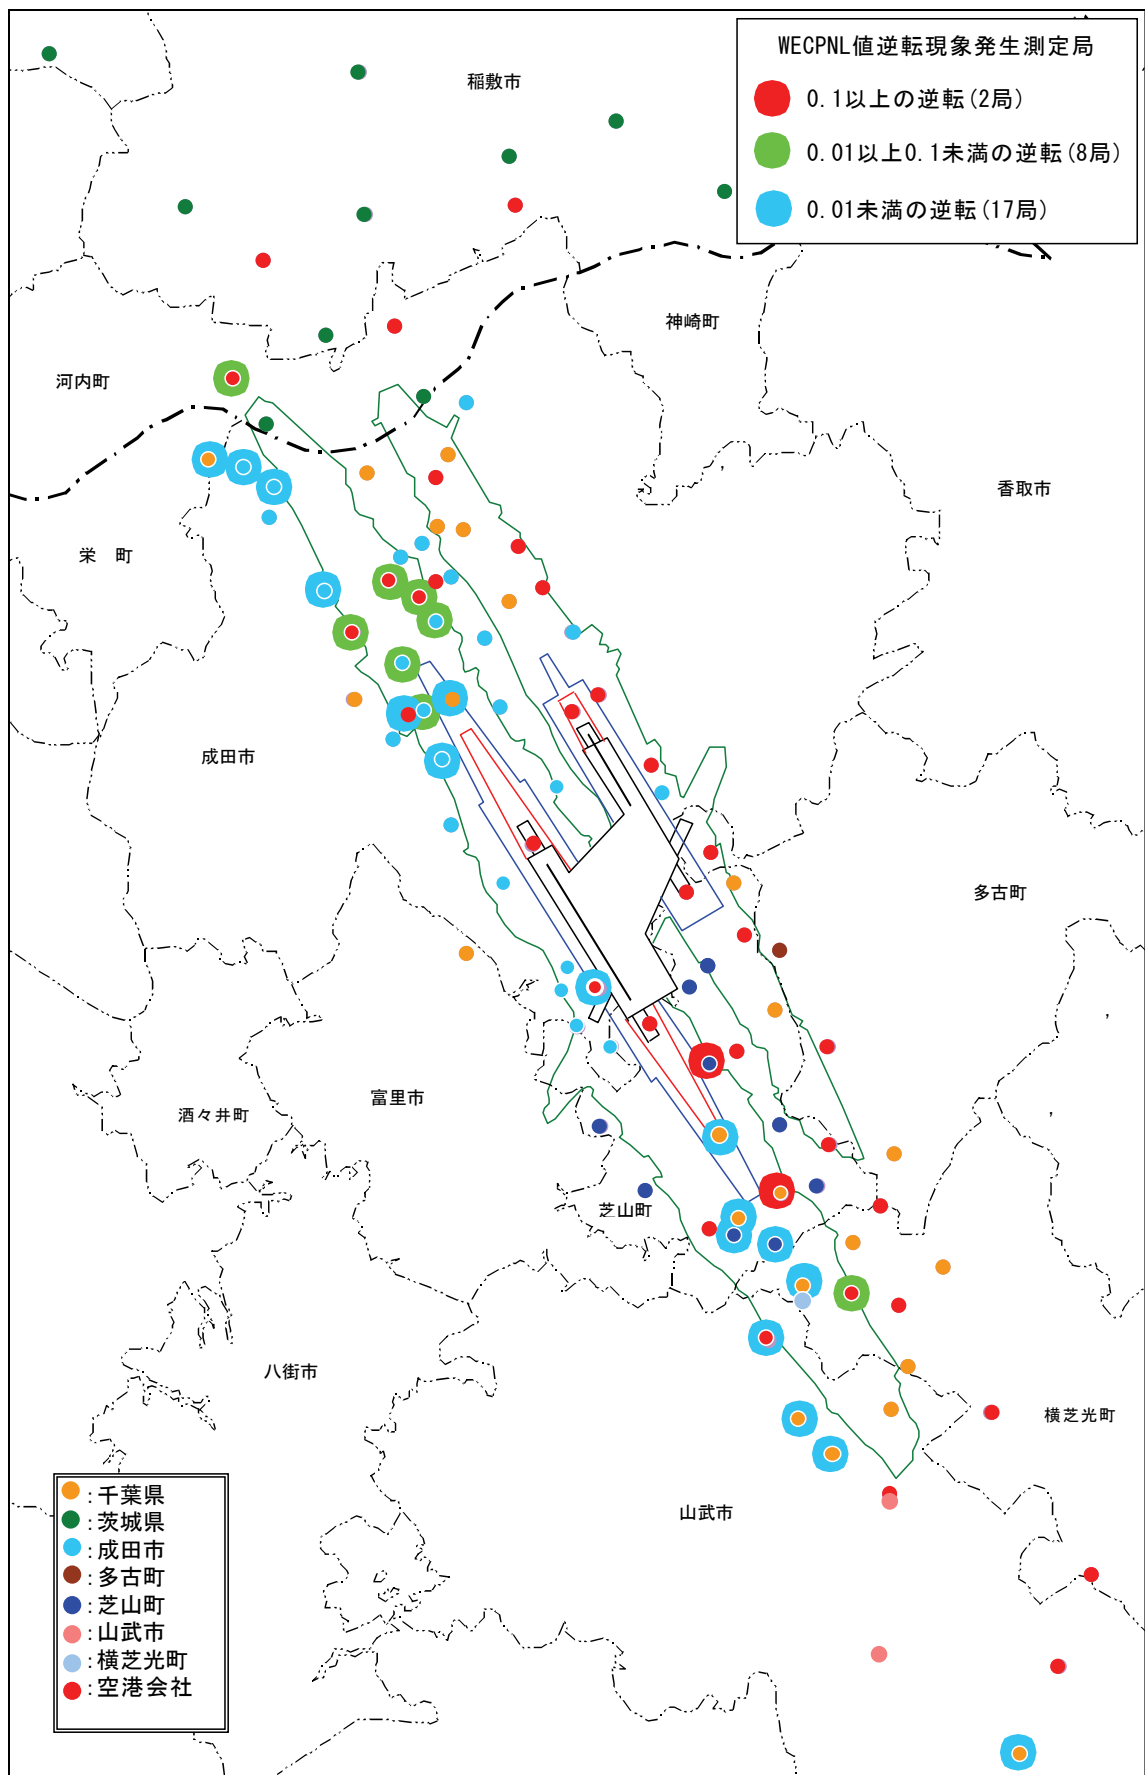 WECPNL値逆転現象発生測定局
0.1以上の逆転(2局)
0.01以上0.1未満の逆転(8局)
0.01未満の逆転(17局)
稲敷市
神崎町
河内町
香取市
栄 町
成田市
多古町
富里市
酒々井町
芝山町
八街市
横芝光町
山武市
:千葉県
:茨城県
:成田市
:多古町
:芝山町
:山武市
:横芝光町
:空港会社